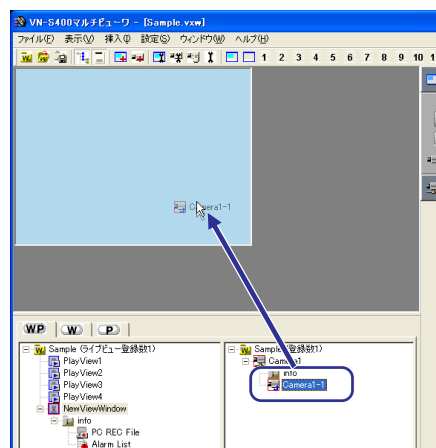 VN-S400マルチビューワ - [Sample.vxw]
ファイル(F) 表示(V) 挿入(I) 設定(S) ウィンドウ(W) ヘルプ(H)
1 2 3 4 5 6 7 8 9 10 1
Camera1-1
W.P W P
Sample (ライブビュー登録数1)
PlayView1
PlayView2
PlayView3
PlayView4
NewViewWindow
info
PC REC File
Alarm List
Sample 登録数1)
Camera1
info
Camera1-1